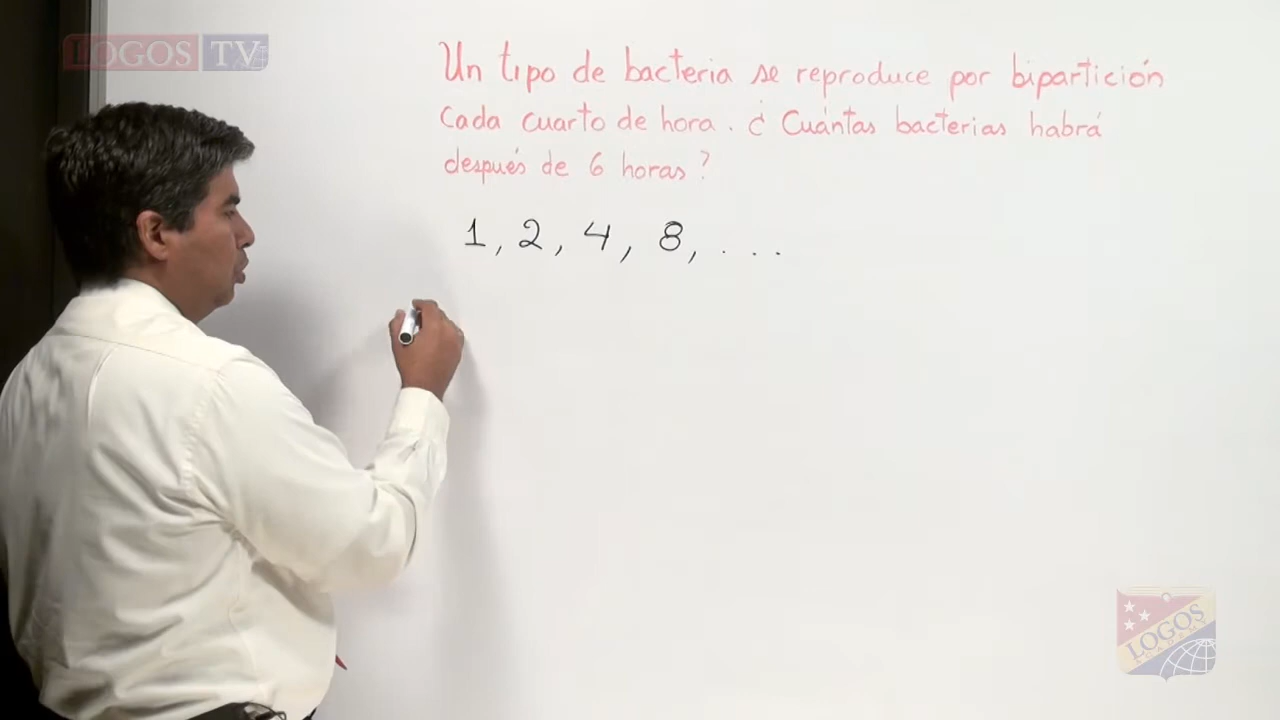 LOGOS TV
Un tipo de bacteria se reproduce por bipartición
Cada cuarto de hora. ¿ Cuántas bacterias habrá
después de 6 horas?
1, 2, 4, 8, ...
LOGOS